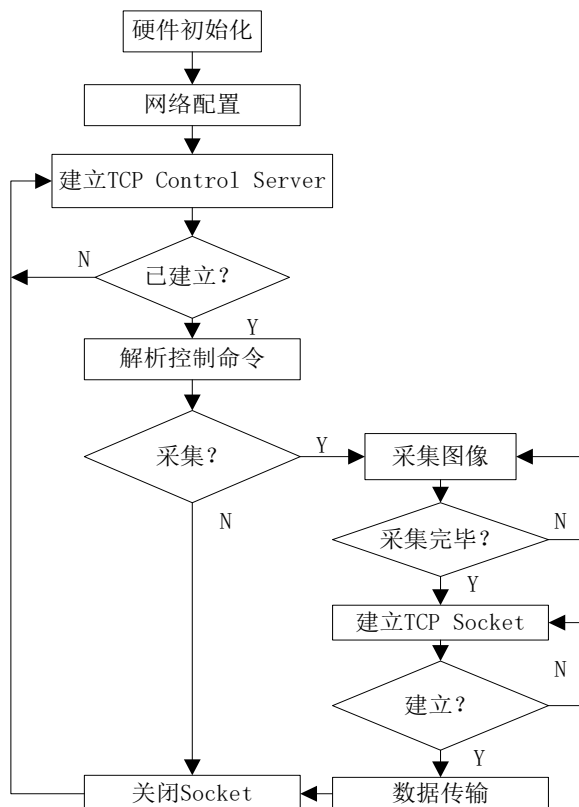 硬件初始化
网络配置
建立TCP Control Server
N
已建立?
Y
解析控制命令
采集?
Y
采集图像
N
采集完毕?
N
Y
建立TCP Socket
N
建立?
Y
关闭Socket
数据传输